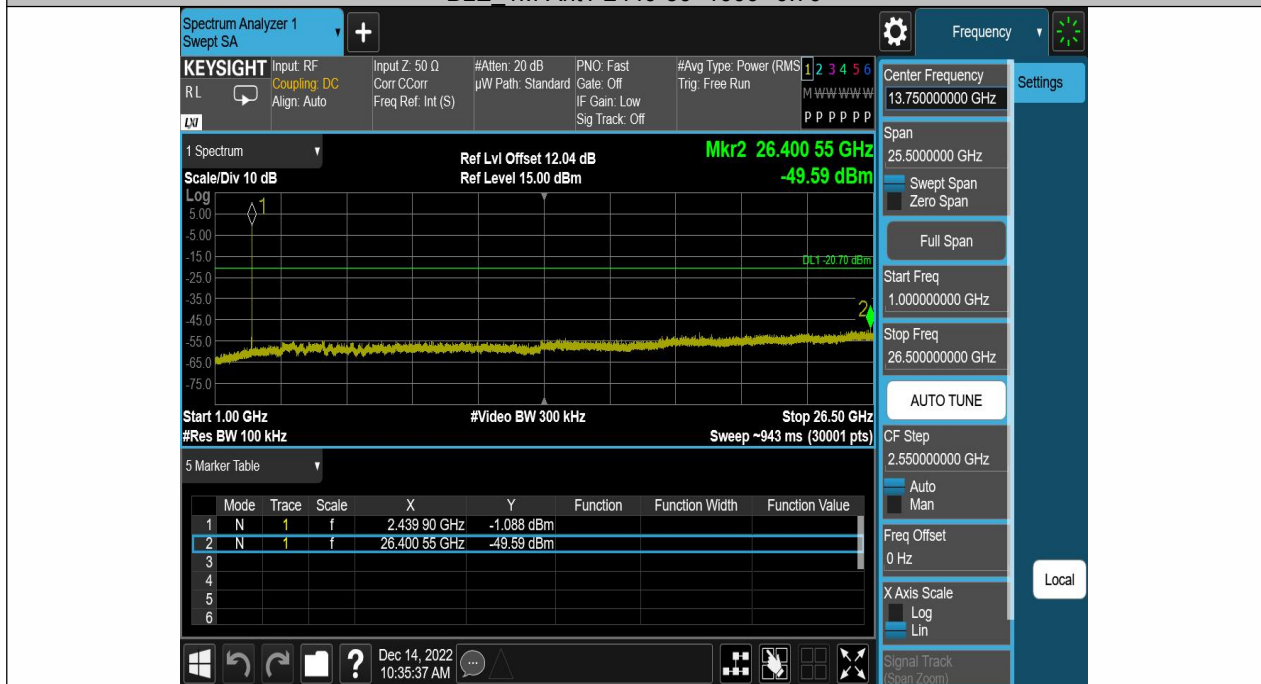 Spectrum Analyzer 1
Swept SA
+
Frequency
KEYSIGHT
RL
LXI
Input: RF
Coupling: DC
Align: Auto
Input Z: 50 Ω
Corr CCorr
Freq Ref: Int (S)
#Atten: 20 dB
µW Path: Standard
PNO: Fast
Gate: Off
IF Gain: Low
Sig Track: Off
#Avg Type: Power (RMS
Trig: Free Run
1 2 3 4 5 6
M W W W W W
P P P P P P
1 Spectrum
Scale/Div 10 dB
Ref Lvl Offset 12.04 dB
Ref Level 15.00 dBm
Mkr2 26.400 55 GHz
-49.59 dBm
Log
5.00
-5.00
-15.0
-25.0
-35.0
-45.0
-55.0
-65.0
-75.0
1
DL1 -20.70 dBm
2
Start 1.00 GHz
#Res BW 100 kHz
#Video BW 300 kHz
Stop 26.50 GHz
Sweep ~943 ms (30001 pts)
5 Marker Table
Mode Trace Scale X Y Function Function Width Function Value
1 N 1 f 2.439 90 GHz -1.088 dBm
2 N 1 f 26.400 55 GHz -49.59 dBm
3
4
5
6
Dec 14, 2022
10:35:37 AM
Center Frequency
13.750000000 GHz
Settings
Span
25.5000000 GHz
Swept Span
Zero Span
Full Span
Start Freq
1.000000000 GHz
Stop Freq
26.500000000 GHz
AUTO TUNE
CF Step
2.550000000 GHz
Auto
Man
Freq Offset
0 Hz
X Axis Scale
Log
Lin
Local
Signal Track
(Span Zoom)